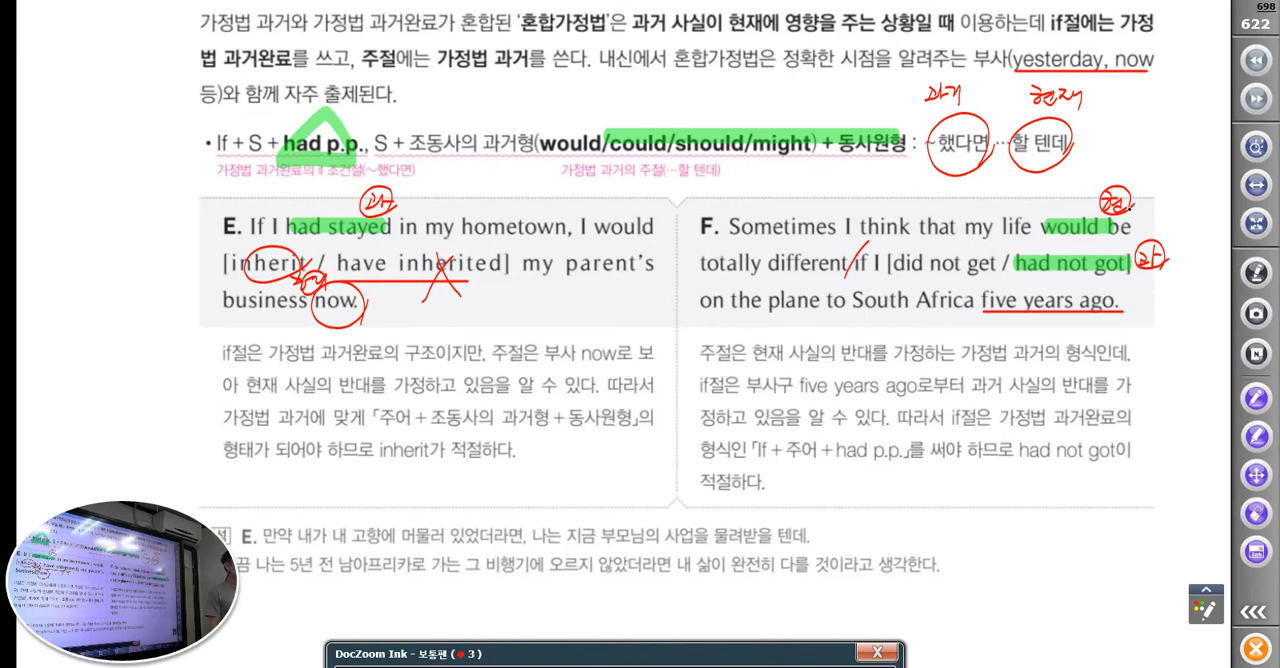 698
622
가정법 과거와 가정법 과거완료가 혼합된 '혼합가정법'은 과거 사실이 현재에 영향을 주는 상황일 때 이용하는데 if절에는 가정
법 과거완료를 쓰고, 주절에는 가정법 과거를 쓴다. 내신에서 혼합가정법은 정확한 시점을 알려주는 부사(yesterday, now
등)와 함께 자주 출제된다.
과거 현재
• If + S + had p.p., S + 조동사의 과거형(would/could/should/might) + 동사원형 : ~했다면 … 할 텐데
가정법 과거완료의 if 조건절(~했다면) 가정법 과거의 주절(…할 텐데)
과 현
E. If I had stayed in my hometown, I would
[inherit / have inherited] my parent's
business now.
F. Sometimes I think that my life would be
totally different if I [did not get / had not got]
과
on the plane to South Africa five years ago.
if절은 가정법 과거완료의 구조이지만, 주절은 부사 now로 보
아 현재 사실의 반대를 가정하고 있음을 알 수 있다. 따라서
가정법 과거에 맞게 「주어 + 조동사의 과거형 + 동사원형」의
형태가 되어야 하므로 inherit가 적절하다.
주절은 현재 사실의 반대를 가정하는 가정법 과거의 형식인데,
if절은 부사구 five years ago로부터 과거 사실의 반대를 가
정하고 있음을 알 수 있다. 따라서 if절은 가정법 과거완료의
형식인 「If + 주어 + had p.p.」를 써야 하므로 had not got이
적절하다.
E. 만약 내가 내 고향에 머물러 있었더라면, 나는 지금 부모님의 사업을 물려받을 텐데.
끔 나는 5년 전 남아프리카로 가는 그 비행기에 오르지 않았더라면 내 삶이 완전히 다를 것이라고 생각한다.
DocZoom Ink - 보통펜 ( 3 )
Ink